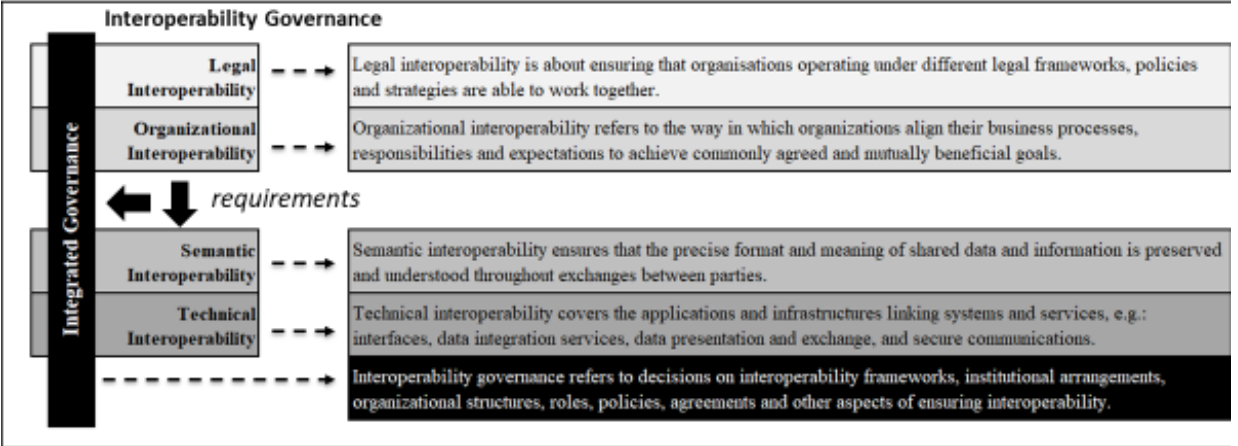 Interoperability Governance
Integrated Governance
Legal
Interoperability
Legal interoperability is about ensuring that organisations operating under different legal frameworks, policies
and strategies are able to work together.
Organizational
Interoperability
Organizational interoperability refers to the way in which organizations align their business processes,
responsibilities and expectations to achieve commonly agreed and mutually beneficial goals.
requirements
Semantic
Interoperability
Semantic interoperability ensures that the precise format and meaning of shared data and information is preserved
and understood throughout exchanges between parties.
Technical
Interoperability
Technical interoperability covers the applications and infrastructures linking systems and services, e.g.:
interfaces, data integration services, data presentation and exchange, and secure communications.
Interoperability governance refers to decisions on interoperability frameworks, institutional arrangements,
organizational structures, roles, policies, agreements and other aspects of ensuring interoperability.